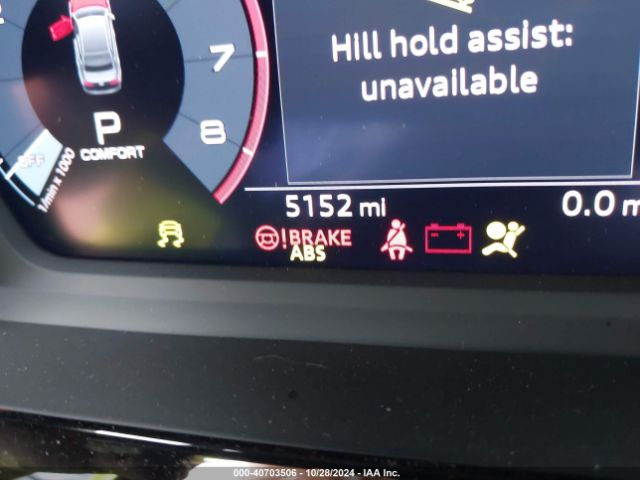 Hill hold assist:
unavailable
7
8
P
COMFORT
OFF
1/min x 1000
5152 mi
0.0 m
! BRAKE
ABS
- +
000-40703506 • 10/28/2024 - IAA Inc.